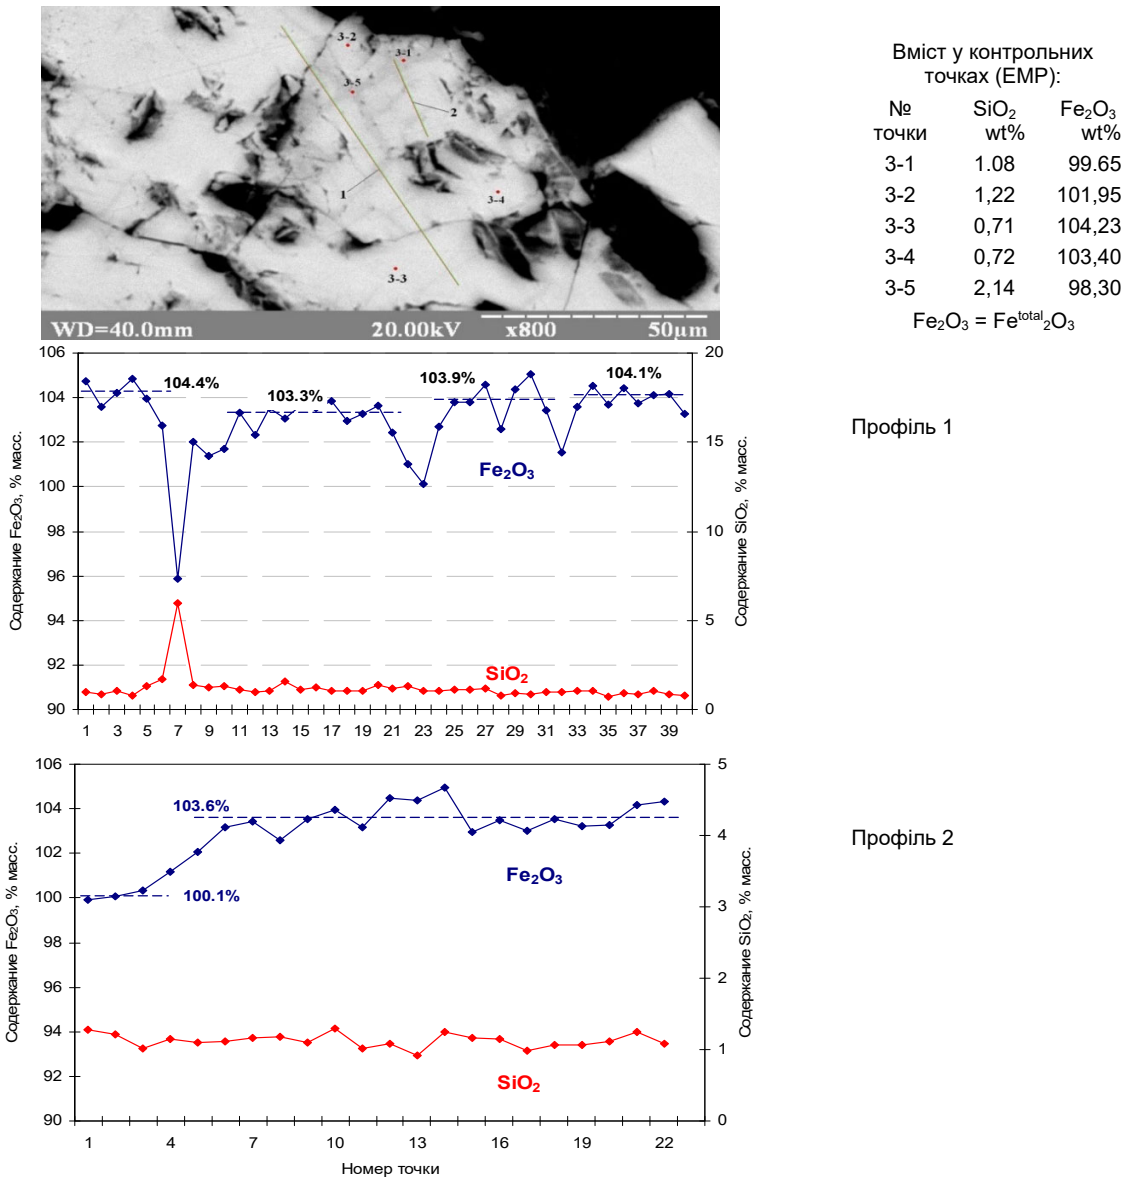 3-2
3-1
3-5
2
1
3-4
3-3
WD=40.0mm 20.00kV x800 50µm
Вміст у контрольних
точках (EMP):
№ SiO₂ Fe₂O₃
точки wt% wt%
3-1 1.08 99.65
3-2 1,22 101,95
3-3 0,71 104,23
3-4 0,72 103,40
3-5 2,14 98,30
Fe₂O₃ = Fe^total₂O₃
Содержание Fe₂O₃, % масс.
106
104
102
100
98
96
94
92
90
104.4%
103.3%
103.9%
104.1%
Fe₂O₃
SiO₂
20
15
10
5
0
Содержание SiO₂, % масс.
1 3 5 7 9 11 13 15 17 19 21 23 25 27 29 31 33 35 37 39
Профіль 1
Содержание Fe₂O₃, % масс.
106
104
102
100
98
96
94
92
90
103.6%
100.1%
Fe₂O₃
SiO₂
5
4
3
2
1
0
Содержание SiO₂, % масс.
1 4 7 10 13 16 19 22
Номер точки
Профіль 2